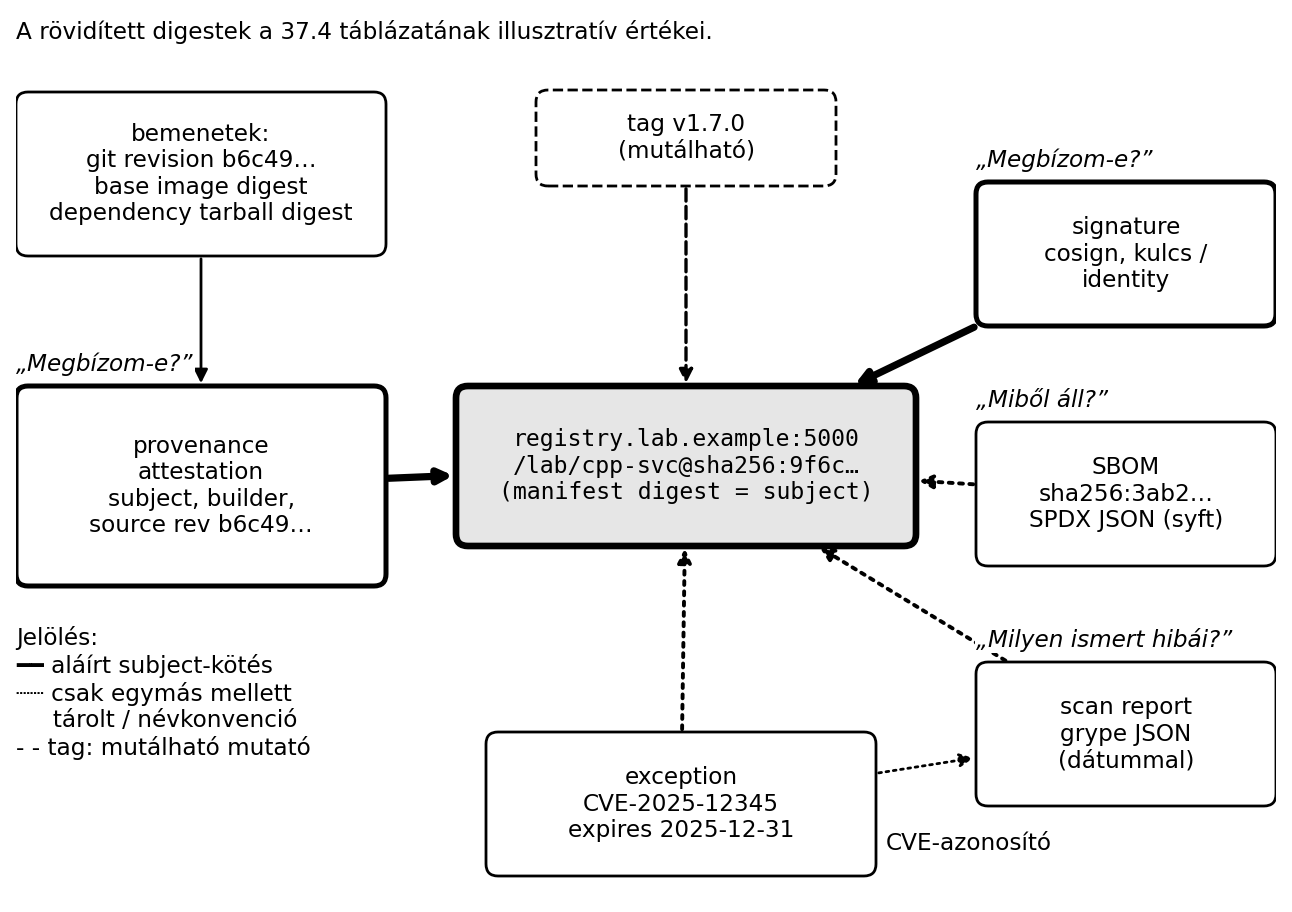 A rövidített digestek a 37.4 táblázatának illusztratív értékei.
bemenetek:
git revision b6c49…
base image digest
dependency tarball digest
tag v1.7.0
(mutálható)
„Megbízom-e?”
signature
cosign, kulcs /
identity
„Megbízom-e?”
provenance
attestation
subject, builder,
source rev b6c49…
registry.lab.example:5000
/lab/cpp-svc@sha256:9f6c…
(manifest digest = subject)
„Miből áll?”
SBOM
sha256:3ab2…
SPDX JSON (syft)
Jelölés:
aláírt subject-kötés
csak egymás mellett
tárolt / névkonvenció
- - tag: mutálható mutató
„Milyen ismert hibái?”
scan report
grype JSON
(dátummal)
exception
CVE-2025-12345
expires 2025-12-31
CVE-azonosító